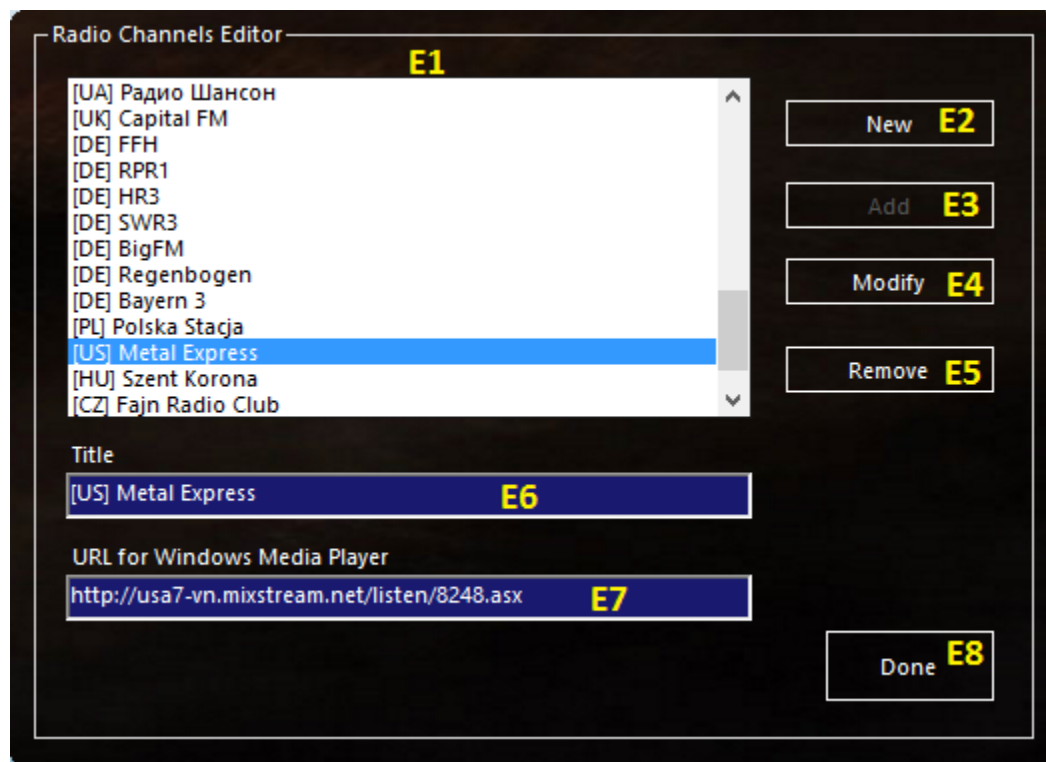 Radio Channels Editor
E1
[UA] Радио Шансон
[UK] Capital FM
[DE] FFH
[DE] RPR1
[DE] HR3
[DE] SWR3
[DE] BigFM
[DE] Regenbogen
[DE] Bayern 3
[PL] Polska Stacja
[US] Metal Express
[HU] Szent Korona
[CZ] Fajn Radio Club
New E2
Add E3
Modify E4
Remove E5
Title
[US] Metal Express E6
URL for Windows Media Player
http://usa7-vn.mixstream.net/listen/8248.asx E7
Done E8